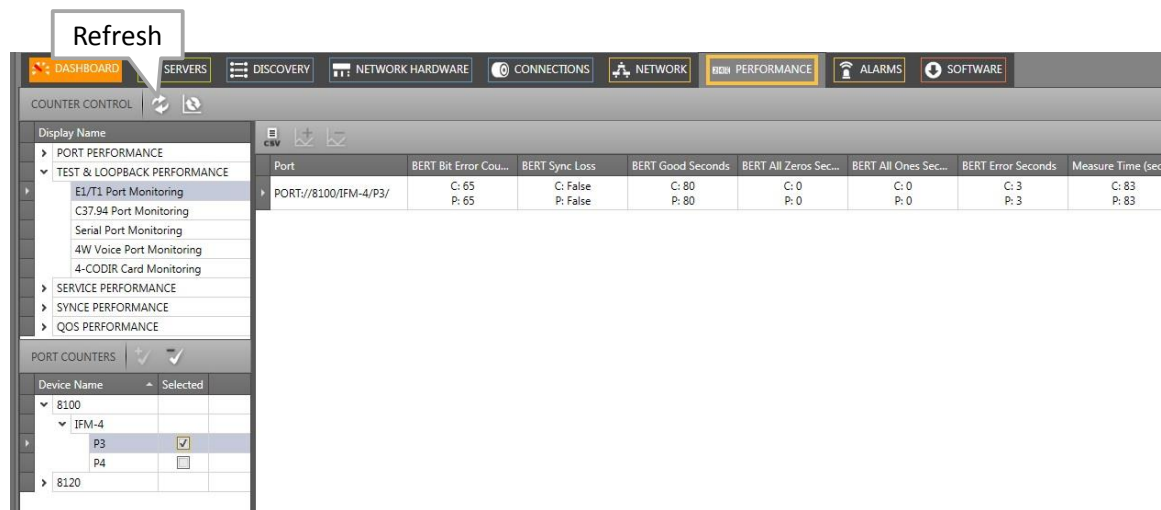 Refresh
DASHBOARD SERVERS DISCOVERY NETWORK HARDWARE CONNECTIONS NETWORK PERFORMANCE ALARMS SOFTWARE
COUNTER CONTROL
Display Name
PORT PERFORMANCE
TEST & LOOPBACK PERFORMANCE
E1/T1 Port Monitoring
C37.94 Port Monitoring
Serial Port Monitoring
4W Voice Port Monitoring
4-CODIR Card Monitoring
SERVICE PERFORMANCE
SYNCE PERFORMANCE
QOS PERFORMANCE
PORT COUNTERS
Device Name Selected
8100
IFM-4
P3
P4
8120
CSV
Port BERT Bit Error Cou... BERT Sync Loss BERT Good Seconds BERT All Zeros Sec... BERT All Ones Sec... BERT Error Seconds Measure Time (sec
PORT://8100/IFM-4/P3/ C: 65 C: False C: 80 C: 0 C: 0 C: 3 C: 83
P: 65 P: False P: 80 P: 0 P: 0 P: 3 P: 83